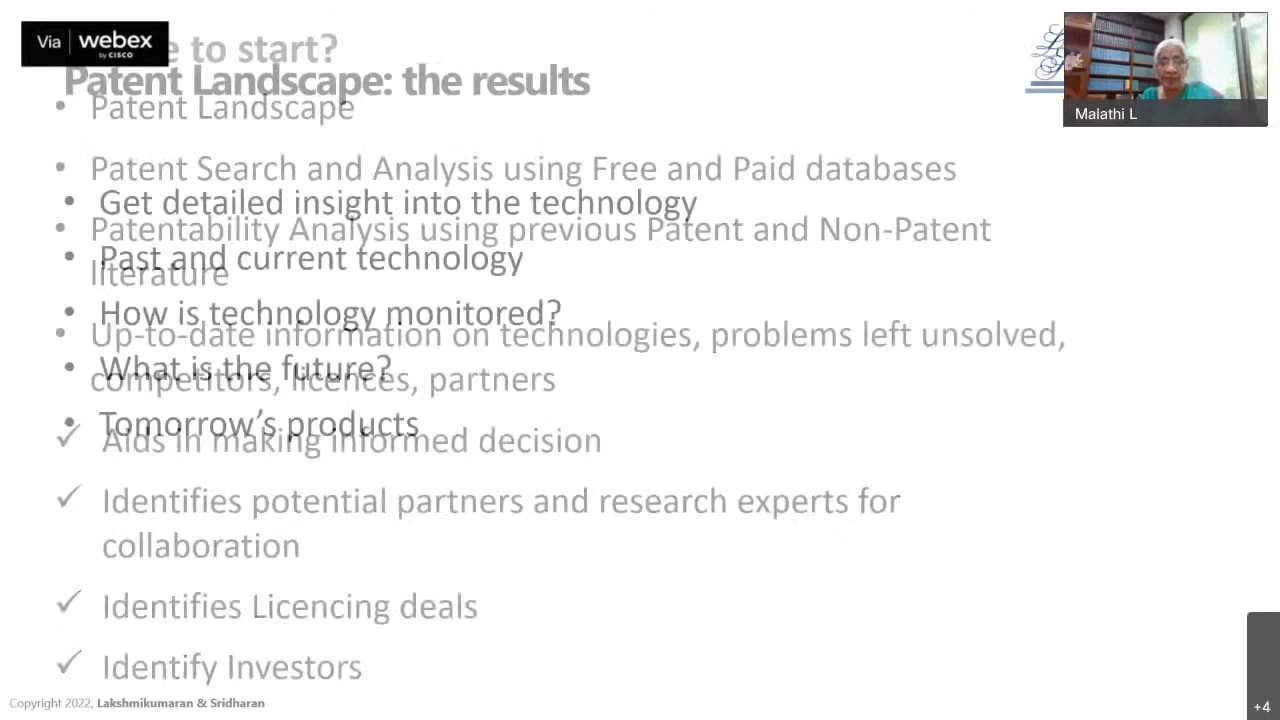 Via webex
by CISCO
e to start?
Patent Landscape: the results
• Patent Landscape
• Patent Search and Analysis using Free and Paid databases
• Get detailed insight into the technology
• Patentability Analysis using previous Patent and Non-Patent
literature
• Past and current technology
• How is technology monitored?
• Up-to-date information on technologies, problems left unsolved,
competitors, licences, partners
• What is the future?
• Tomorrow's products
✓ Aids in making informed decision
✓ Identifies potential partners and research experts for
collaboration
✓ Identifies Licencing deals
✓ Identify Investors
Malathi L
Copyright 2022, Lakshmikumaran & Sridharan
+4